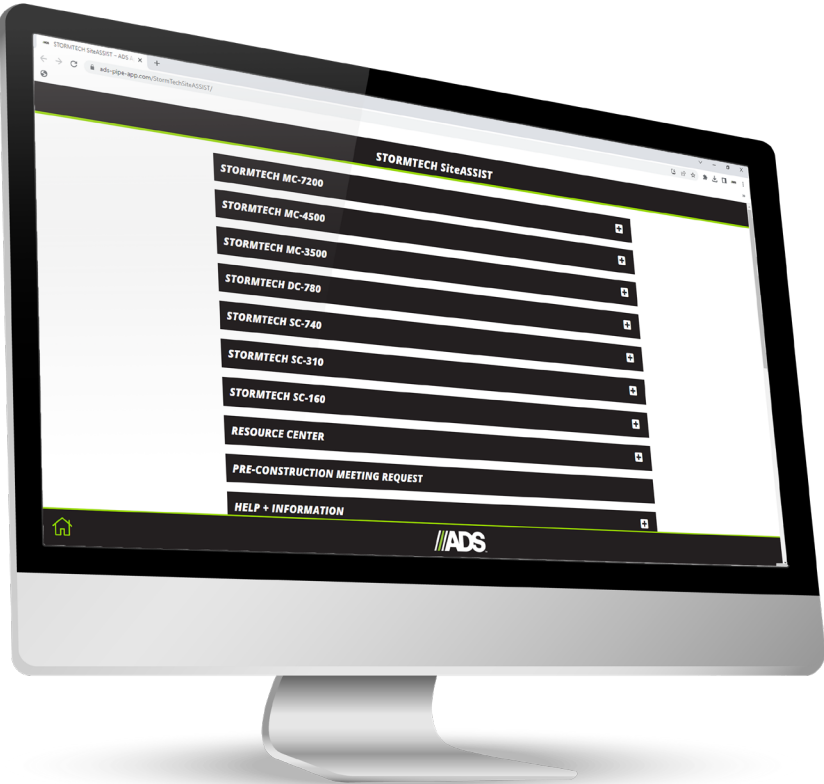 STORMTECH SiteASSIST – ADS
ads-pipe-app.com/StormTechSiteASSIST/
STORMTECH SiteASSIST
STORMTECH MC-7200
STORMTECH MC-4500
STORMTECH MC-3500
STORMTECH DC-780
STORMTECH SC-740
STORMTECH SC-310
STORMTECH SC-160
RESOURCE CENTER
PRE-CONSTRUCTION MEETING REQUEST
HELP + INFORMATION
ADS